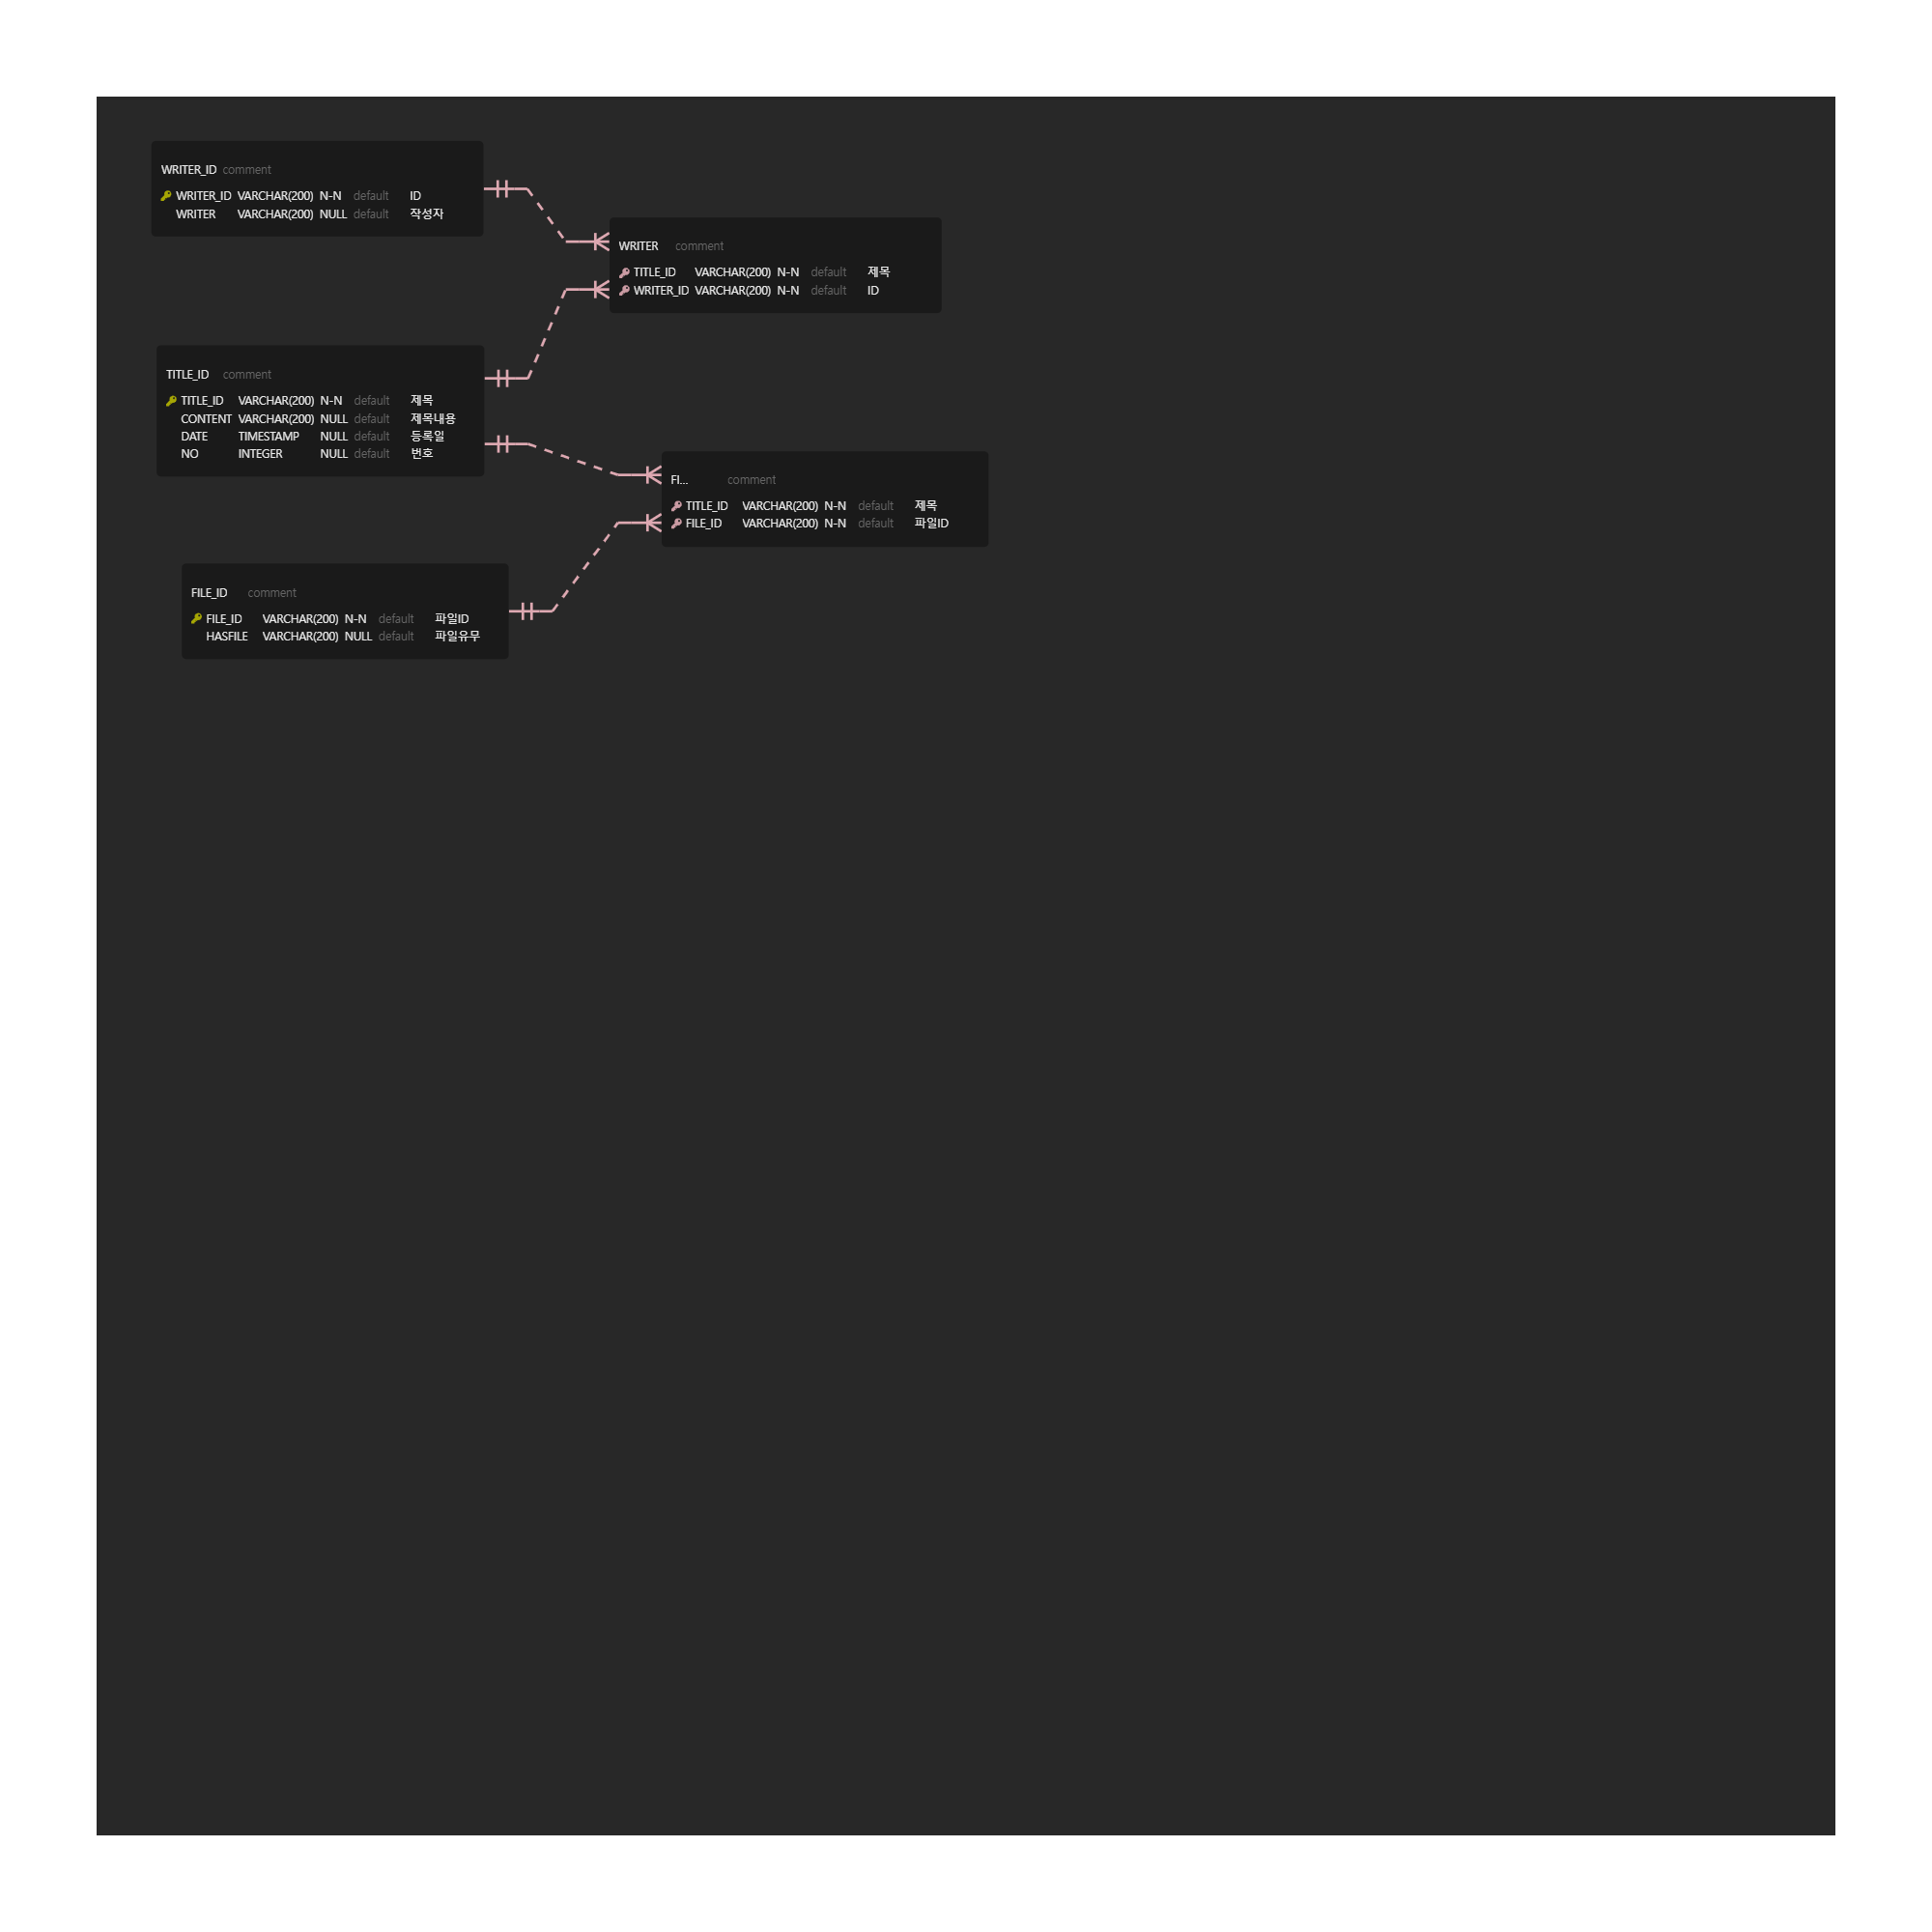 WRITER_ID comment
WRITER_ID VARCHAR(200) N-N default ID
WRITER VARCHAR(200) NULL default 작성자
WRITER comment
TITLE_ID VARCHAR(200) N-N default 제목
WRITER_ID VARCHAR(200) N-N default ID
TITLE_ID comment
TITLE_ID VARCHAR(200) N-N default 제목
CONTENT VARCHAR(200) NULL default 제목내용
DATE TIMESTAMP NULL default 등록일
NO INTEGER NULL default 번호
FI... comment
TITLE_ID VARCHAR(200) N-N default 제목
FILE_ID VARCHAR(200) N-N default 파일ID
FILE_ID comment
FILE_ID VARCHAR(200) N-N default 파일ID
HASFILE VARCHAR(200) NULL default 파일유무